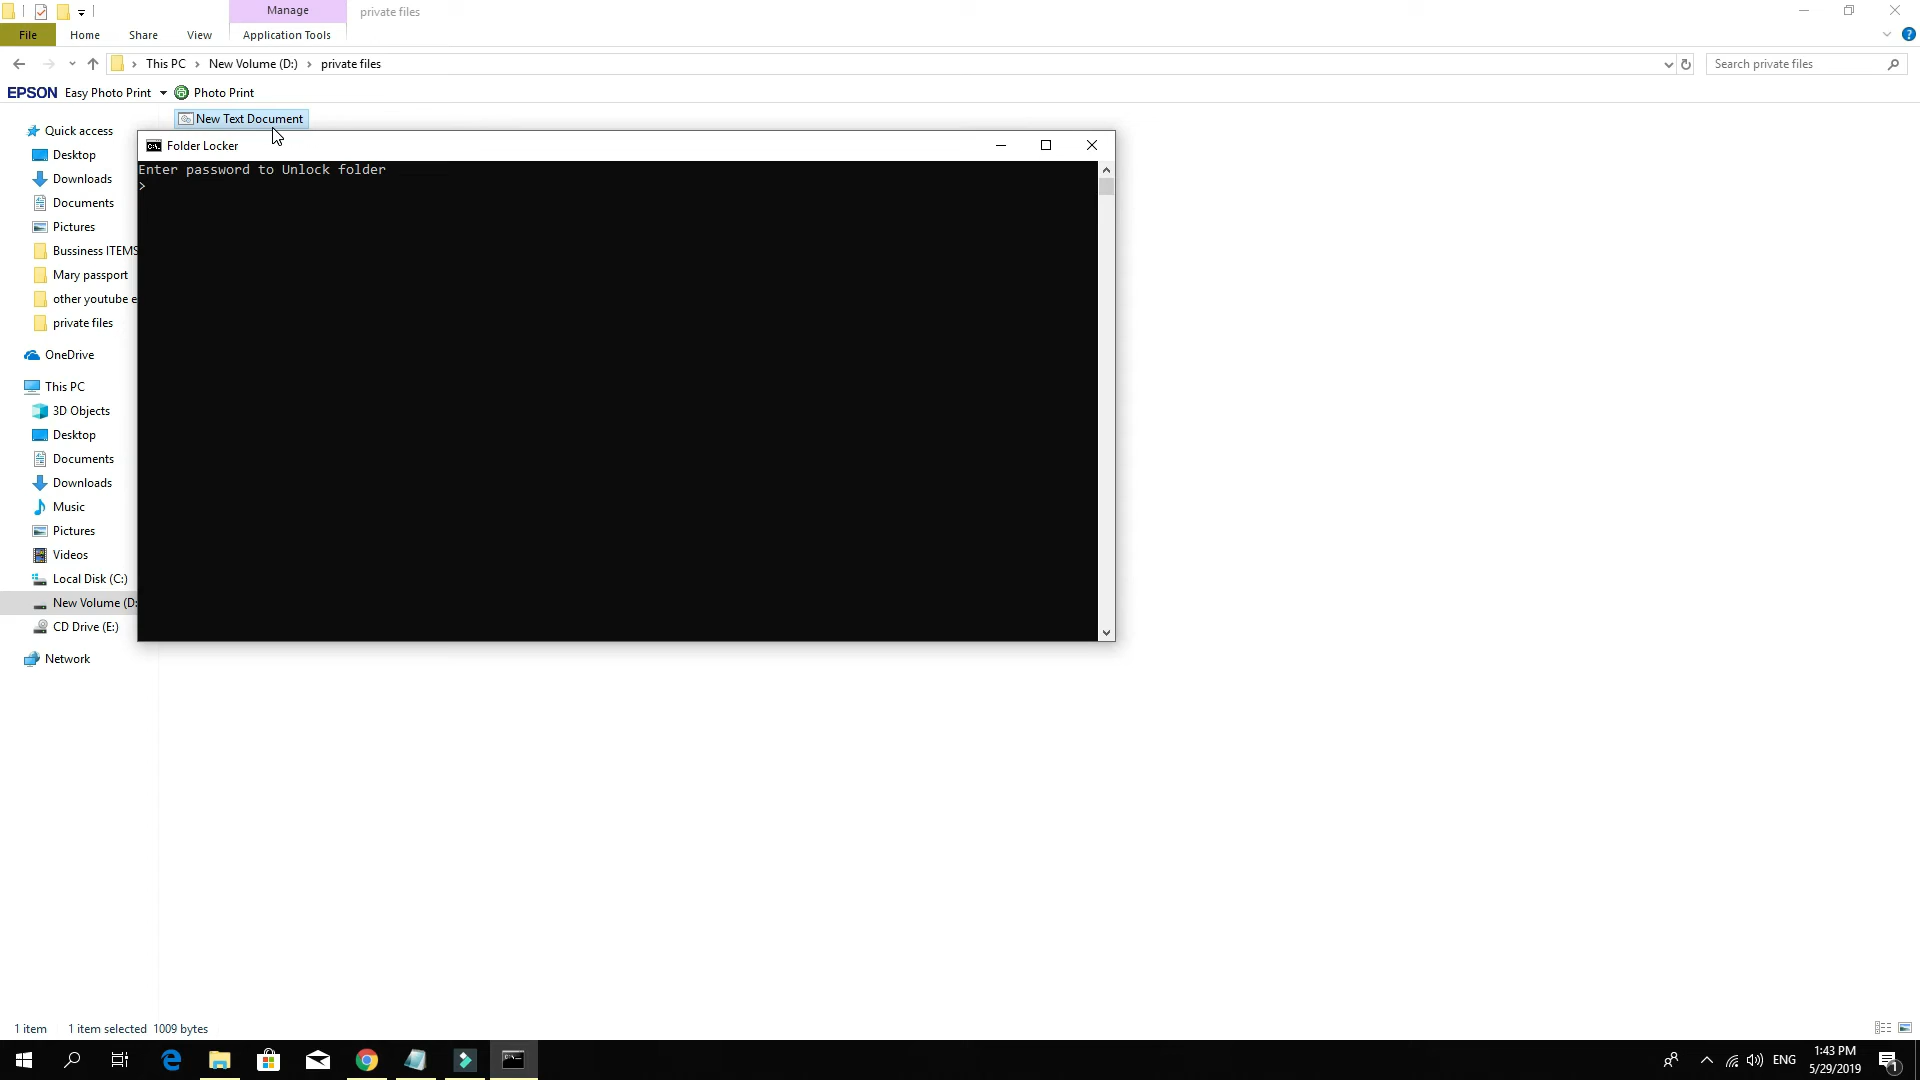 Manage
private files
File
Home
Share
View
Application Tools
This PC
New Volume (D:)
private files
Search private files
EPSON Easy Photo Print
Photo Print
New Text Document
Quick access
Desktop
Downloads
Documents
Pictures
Bussiness ITEMS
Mary passport
other youtube e
private files
OneDrive
This PC
3D Objects
Desktop
Documents
Downloads
Music
Pictures
Videos
Local Disk (C:)
New Volume (D:
CD Drive (E:)
Network
Folder Locker
Enter password to Unlock folder
>
1 item
1 item selected 1009 bytes
ENG
1:43 PM
5/29/2019
1